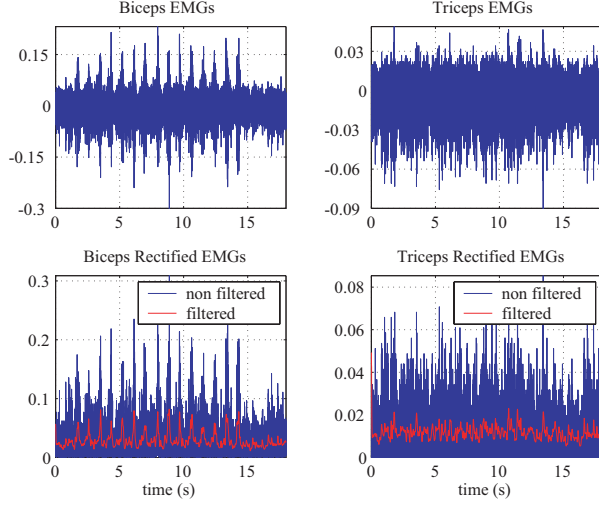 Biceps EMGs
0.15
0
-0.15
-0.3
0 5 10 15
Triceps EMGs
0.03
0
-0.03
-0.06
-0.09
0 5 10 15
Biceps Rectified EMGs
0.3
0.2
0.1
0
non filtered
filtered
0 5 10 15
time (s)
Triceps Rectified EMGs
0.08
0.06
0.04
0.02
0
non filtered
filtered
0 5 10 15
time (s)